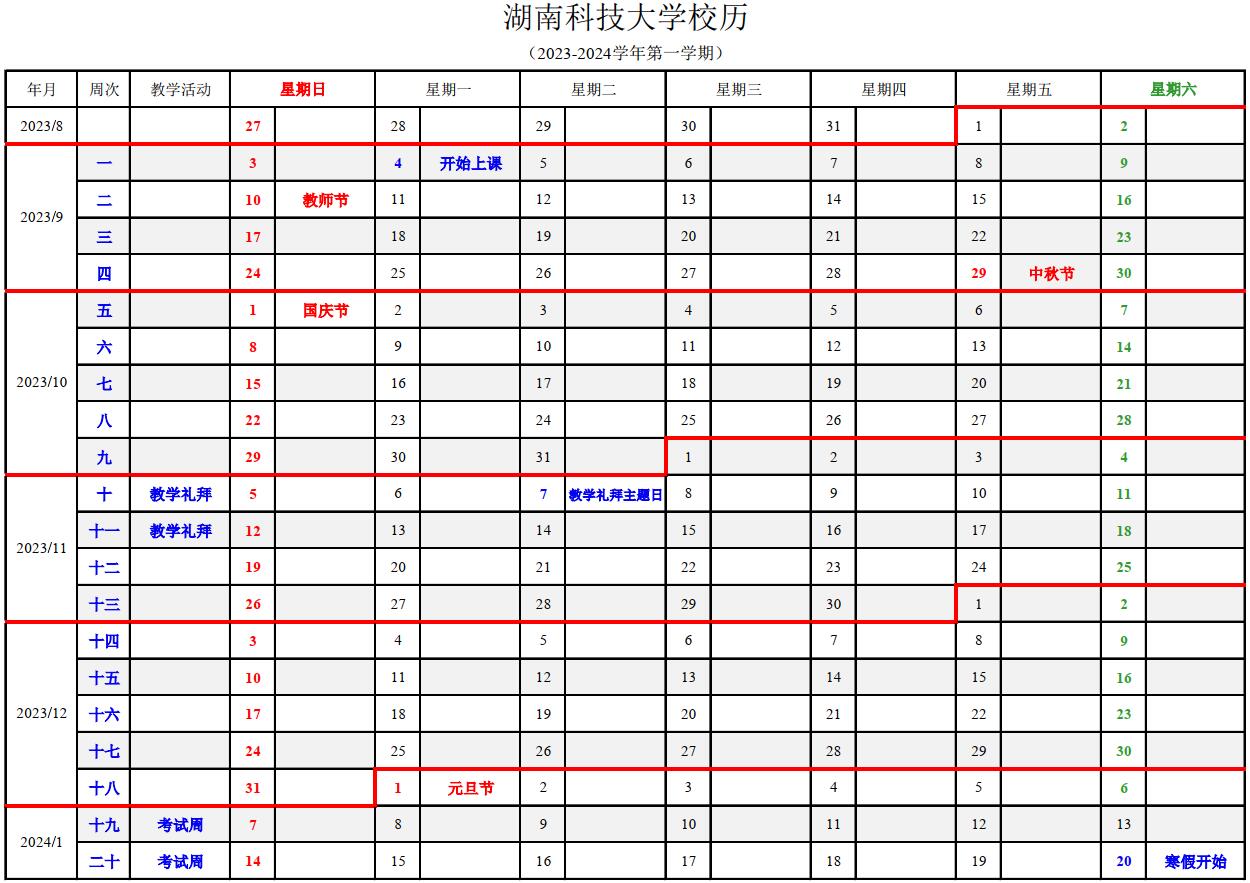 湖南科技大学校历
（2023-2024学年第一学期）
年月 周次 教学活动 星期日 星期一 星期二 星期三 星期四 星期五 星期六
2023/8 27 28 29 30 31 1 2
一 3 4 开始上课 5 6 7 8 9
二 10 教师节 11 12 13 14 15 16
2023/9
三 17 18 19 20 21 22 23
四 24 25 26 27 28 29 中秋节 30
五 1 国庆节 2 3 4 5 6 7
六 8 9 10 11 12 13 14
2023/10 七 15 16 17 18 19 20 21
八 22 23 24 25 26 27 28
九 29 30 31 1 2 3 4
十 教学礼拜 5 6 7 教学礼拜主题日 8 9 10 11
十一 教学礼拜 12 13 14 15 16 17 18
2023/11
十二 19 20 21 22 23 24 25
十三 26 27 28 29 30 1 2
十四 3 4 5 6 7 8 9
十五 10 11 12 13 14 15 16
2023/12 十六 17 18 19 20 21 22 23
十七 24 25 26 27 28 29 30
十八 31 1 元旦节 2 3 4 5 6
十九 考试周 7 8 9 10 11 12 13
2024/1
二十 考试周 14 15 16 17 18 19 20 寒假开始